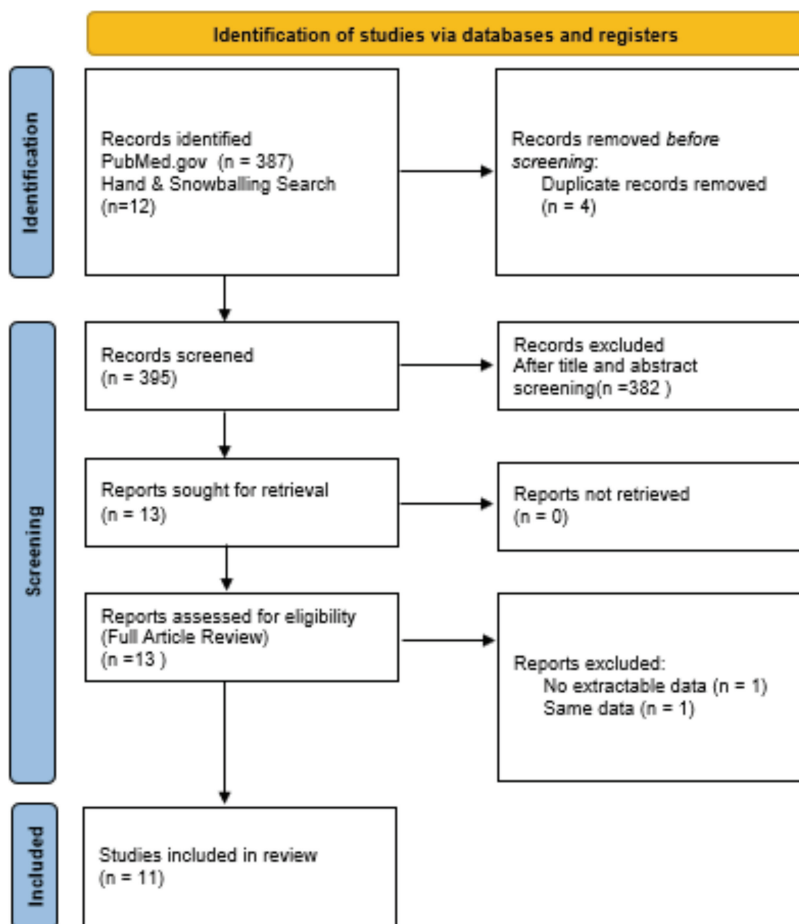 Identification of studies via databases and registers
Identification
Records identified
PubMed.gov (n = 387)
Hand & Snowballing Search
(n=12)
Records removed before
screening:
Duplicate records removed
(n = 4)
Screening
Records screened
(n = 395)
Records excluded
After title and abstract
screening(n =382 )
Reports sought for retrieval
(n = 13)
Reports not retrieved
(n = 0)
Reports assessed for eligibility
(Full Article Review)
(n =13 )
Reports excluded:
No extractable data (n = 1)
Same data (n = 1)
Included
Studies included in review
(n = 11)